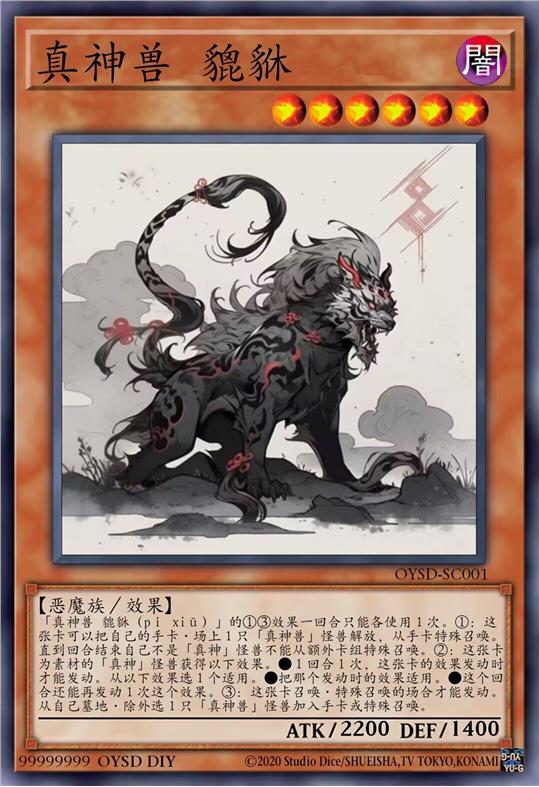 真神兽 貔貅
闇
OYSD-SC001
【恶魔族／效果】
「真神兽 貔貅(pí xiū)」的①③效果一回合只能各使用1次。①：这
张卡可以把自己的手卡·场上1只「真神兽」怪兽解放，从手卡特殊召唤。
直到回合结束自己不是「真神」怪兽不能从额外卡组特殊召唤。②：这张卡
为素材的「真神」怪兽获得以下效果。●1回合1次，这张卡的效果发动时
才能发动。从以下效果选1个适用。●把那个发动时的效果适用。●这个回
合还能再发动1次这个效果。③：这张卡召唤·特殊召唤的场合才能发动。
从自己墓地·除外选1只「真神兽」怪兽加入手卡或特殊召唤。
ATK/2200 DEF/1400
99999999 OYSD DIY ©2020 Studio Dice/SHUEISHA,TV TOKYO,KONAMI